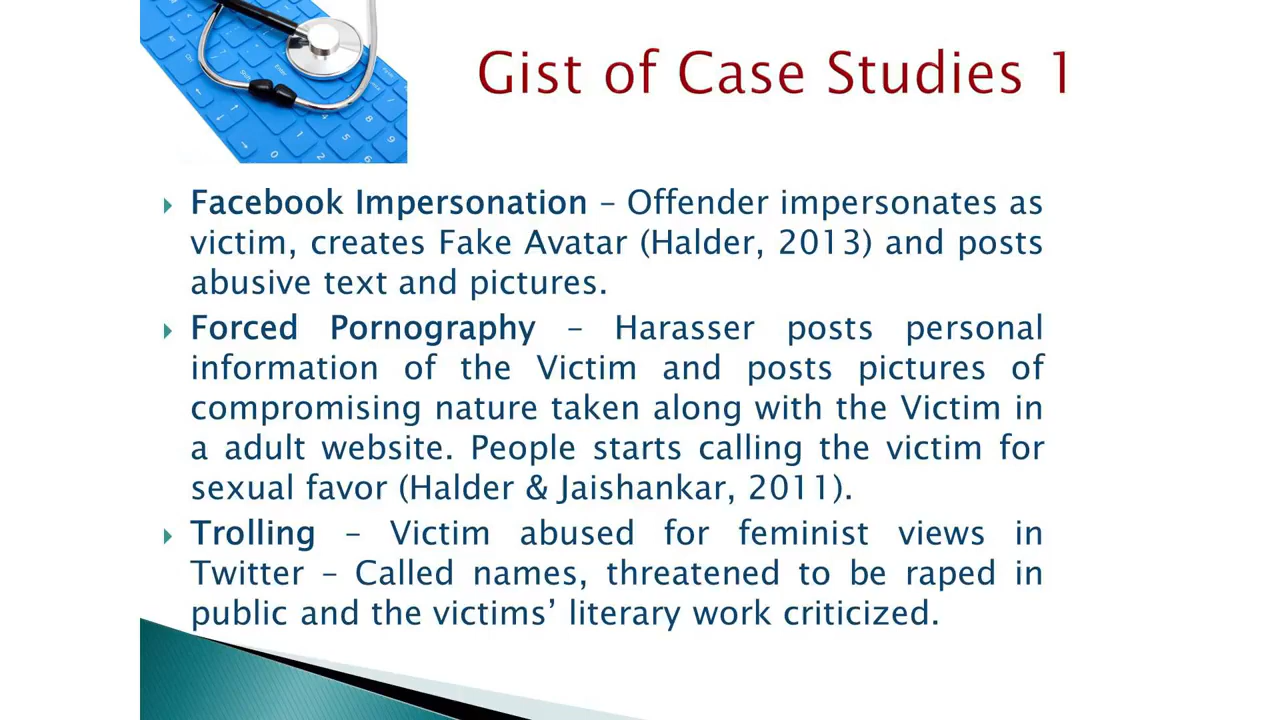 Gist of Case Studies 1
Facebook Impersonation – Offender impersonates as
victim, creates Fake Avatar (Halder, 2013) and posts
abusive text and pictures.
Forced Pornography – Harasser posts personal
information of the Victim and posts pictures of
compromising nature taken along with the Victim in
a adult website. People starts calling the victim for
sexual favor (Halder & Jaishankar, 2011).
Trolling – Victim abused for feminist views in
Twitter – Called names, threatened to be raped in
public and the victims’ literary work criticized.